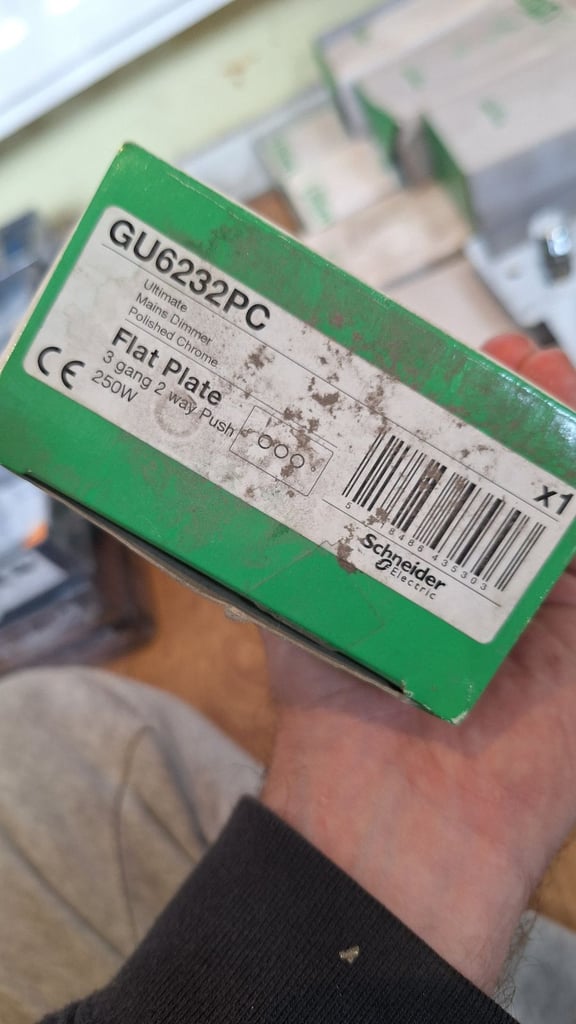 GU6232PC
Ultimate
Mains Dimmer
Polished Chrome
Flat Plate
3 gang 2 way Push
250W
CE
x1
Schneider
Electric